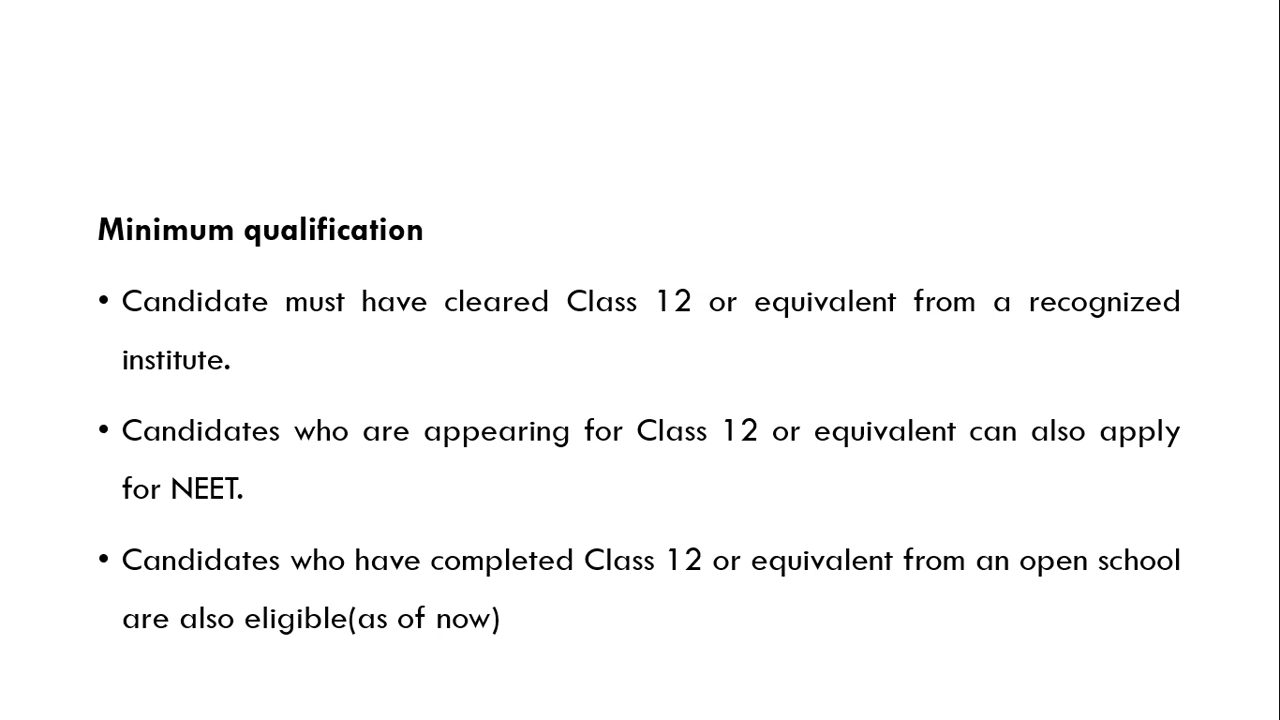 Minimum qualification
• Candidate must have cleared Class 12 or equivalent from a recognized
institute.
• Candidates who are appearing for Class 12 or equivalent can also apply
for NEET.
• Candidates who have completed Class 12 or equivalent from an open school
are also eligible(as of now)